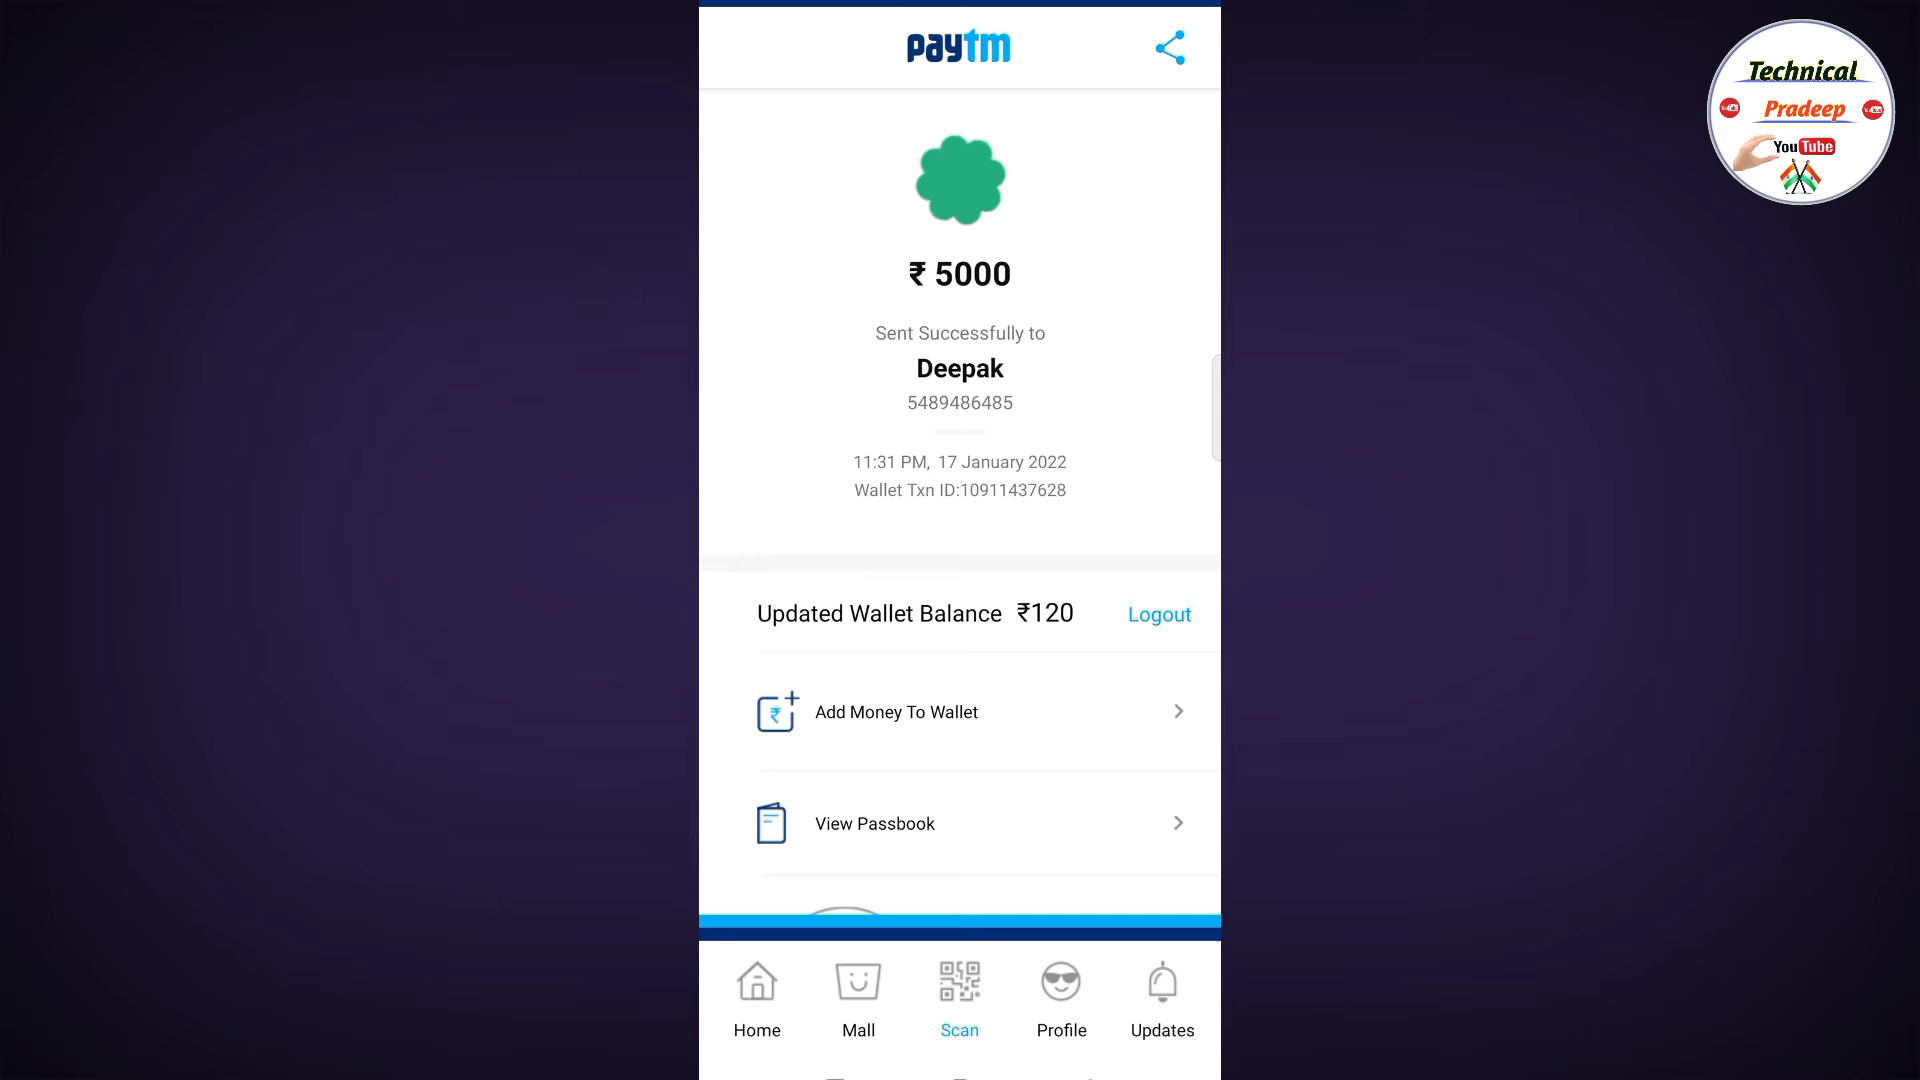 paytm
₹ 5000
Sent Successfully to
Deepak
5489486485
11:31 PM, 17 January 2022
Wallet Txn ID:10911437628
Updated Wallet Balance ₹120 Logout
Add Money To Wallet
View Passbook
Home Mall Scan Profile Updates
Technical
Pradeep
YouTube